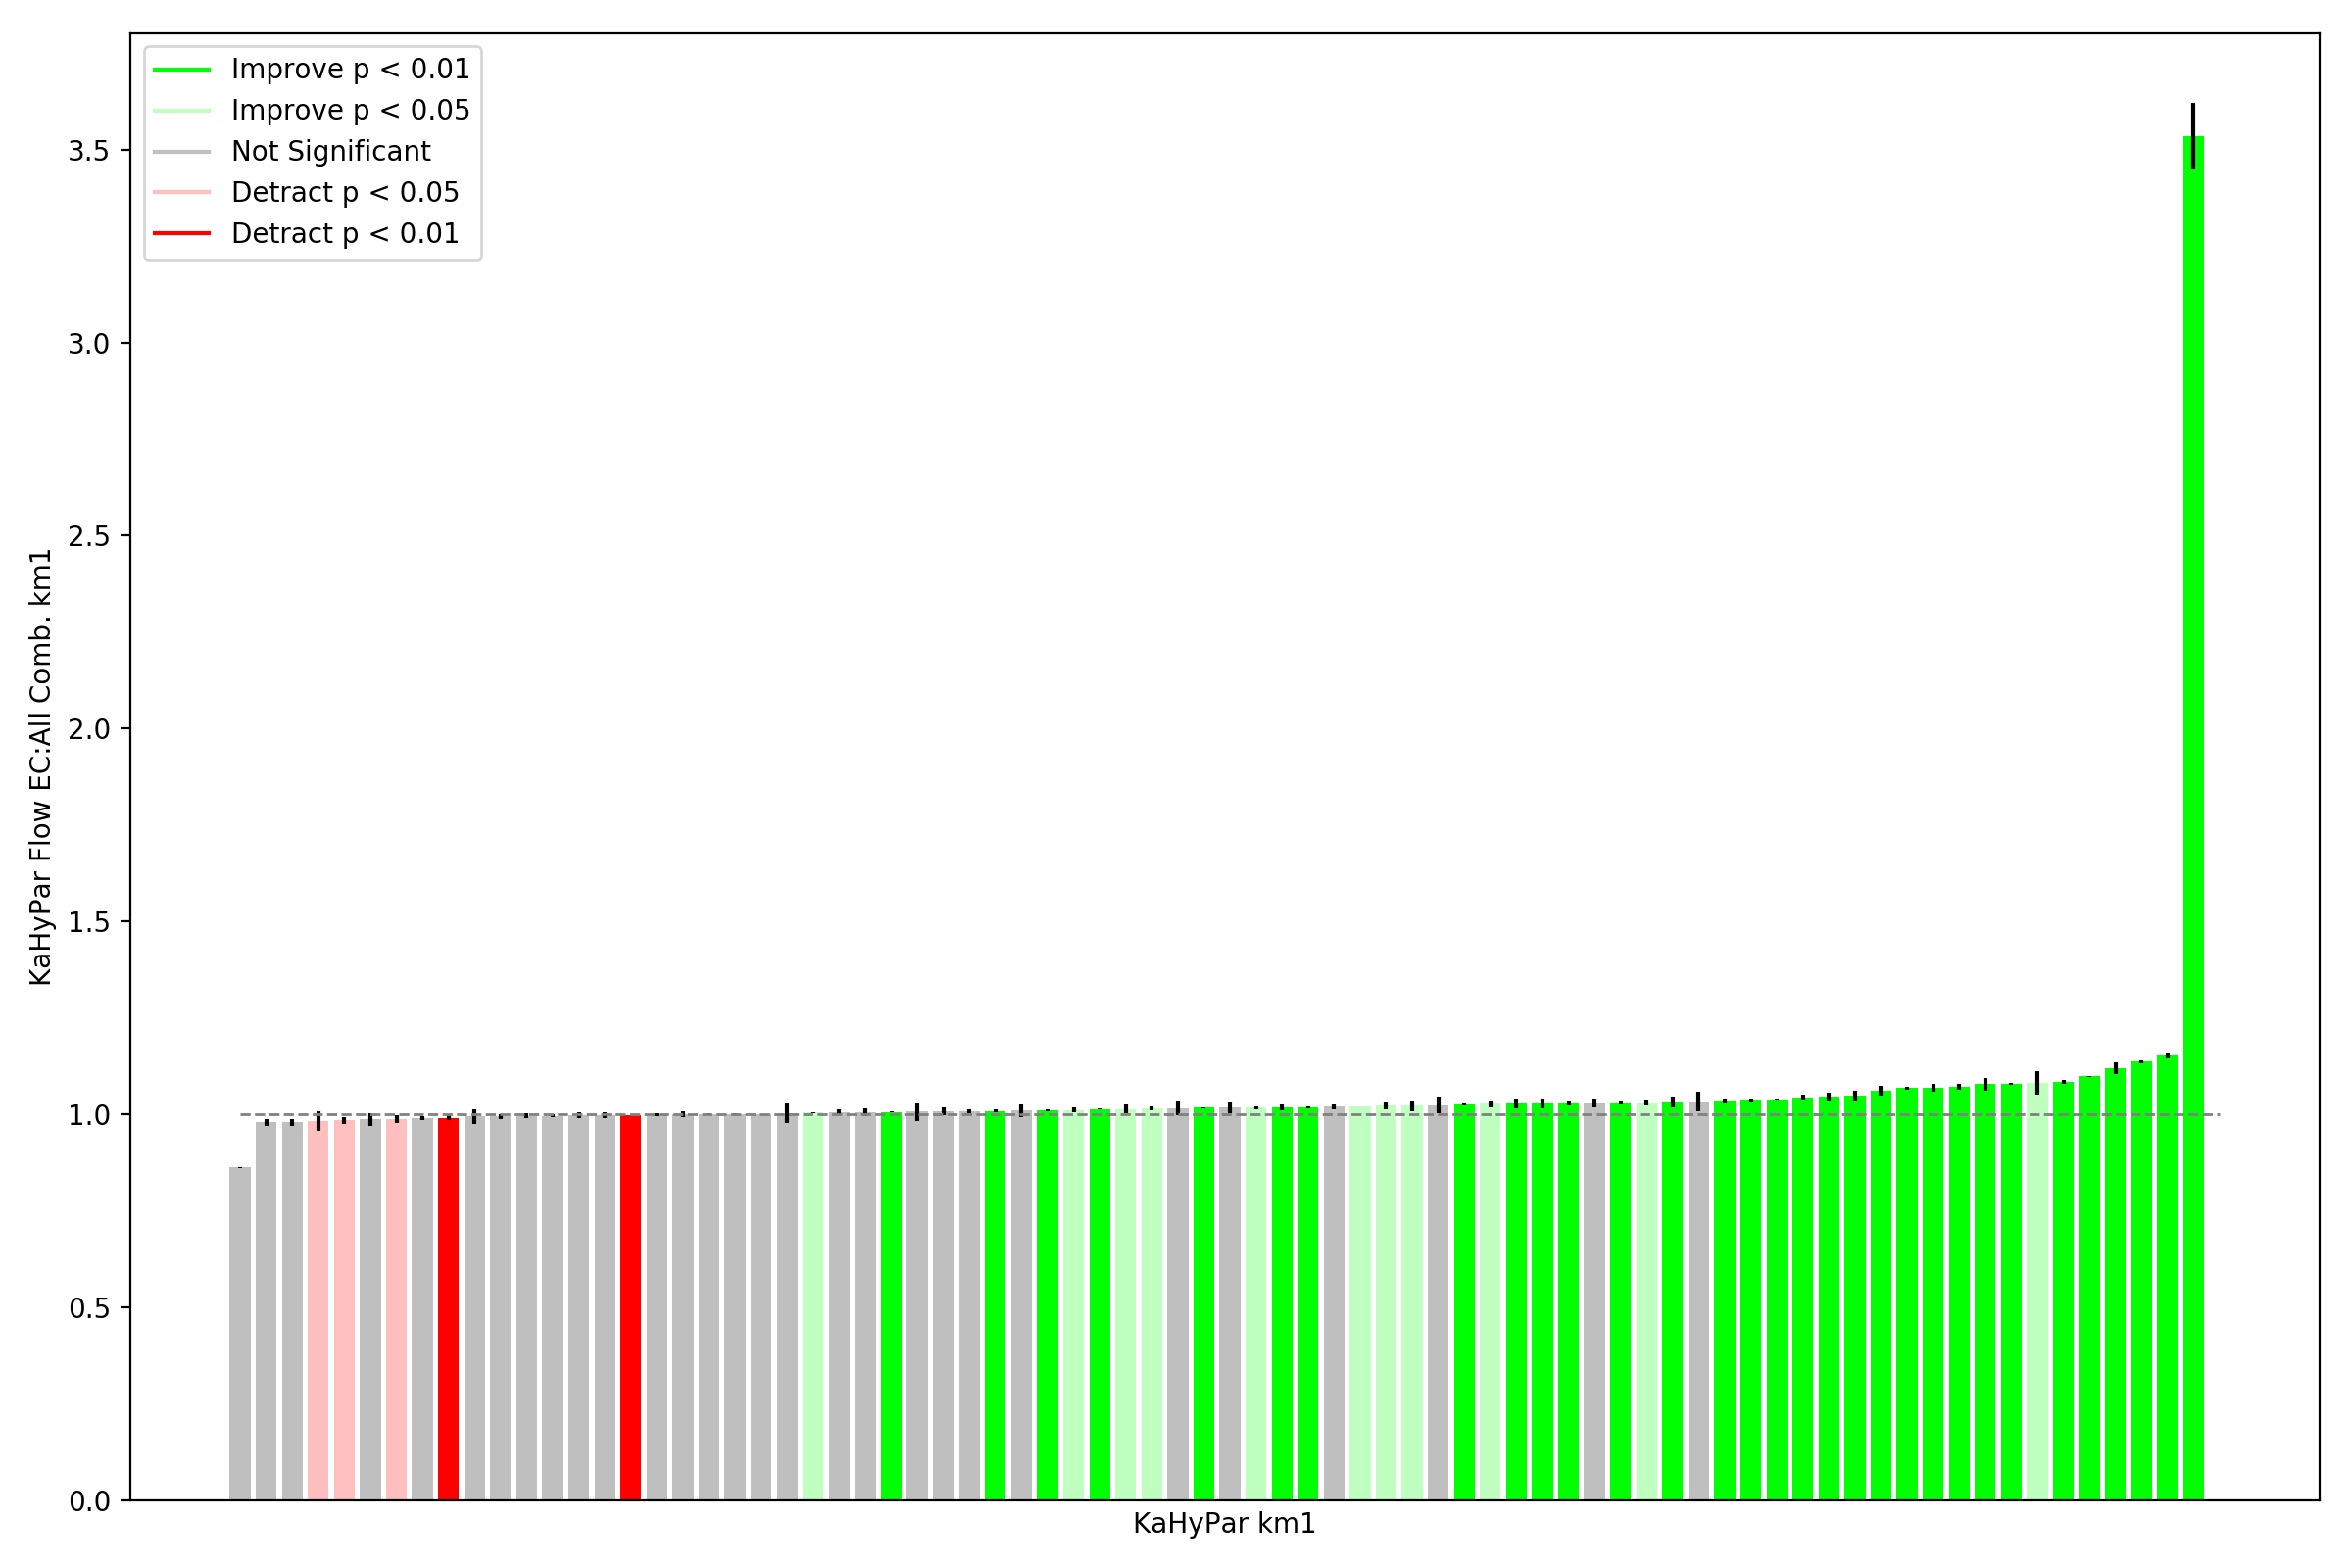 Improve p < 0.01
Improve p < 0.05
Not Significant
Detract p < 0.05
Detract p < 0.01
3.5
3.0
2.5
2.0
1.5
1.0
0.5
0.0
KaHyPar Flow EC:All Comb. km1
KaHyPar km1